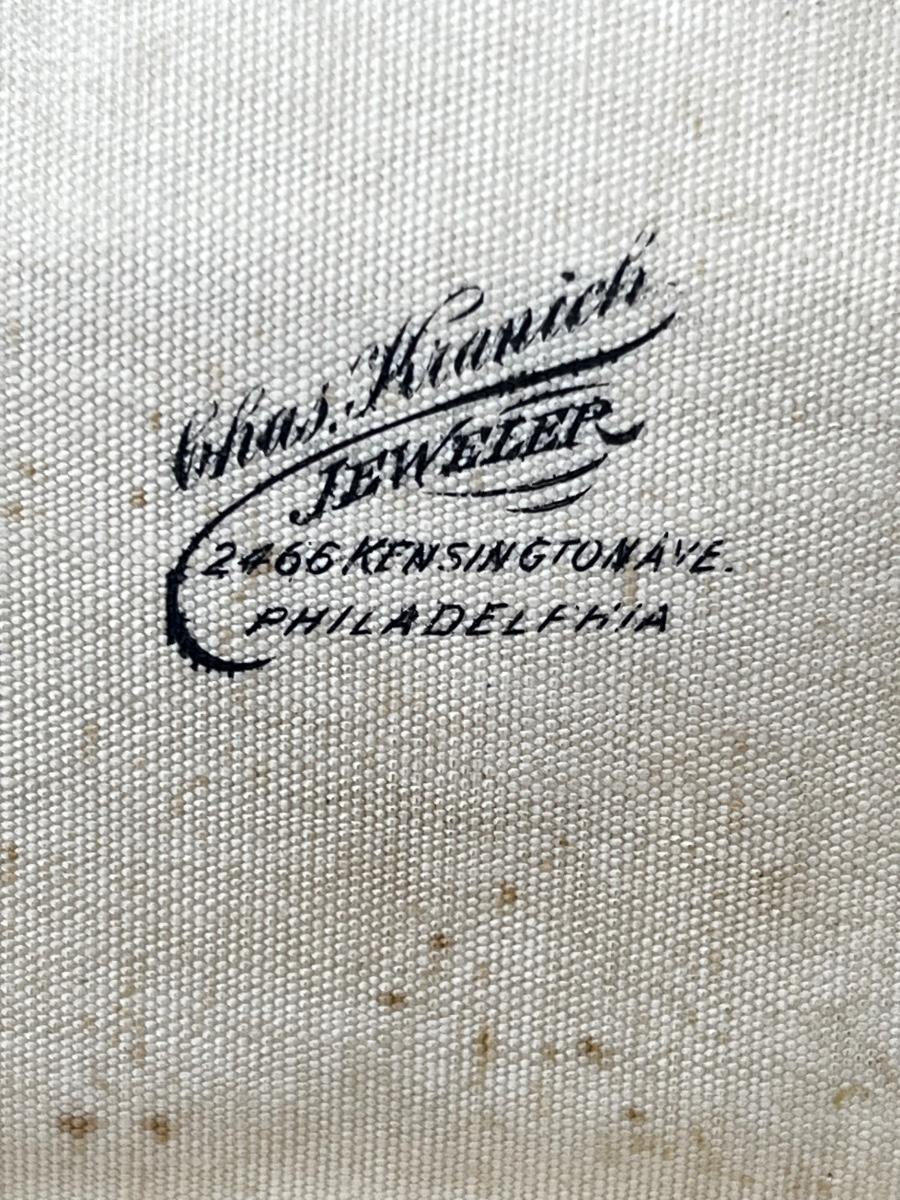 Chas. Kranich
JEWELER
2466 KENSINGTON AVE.
PHILADELPHIA